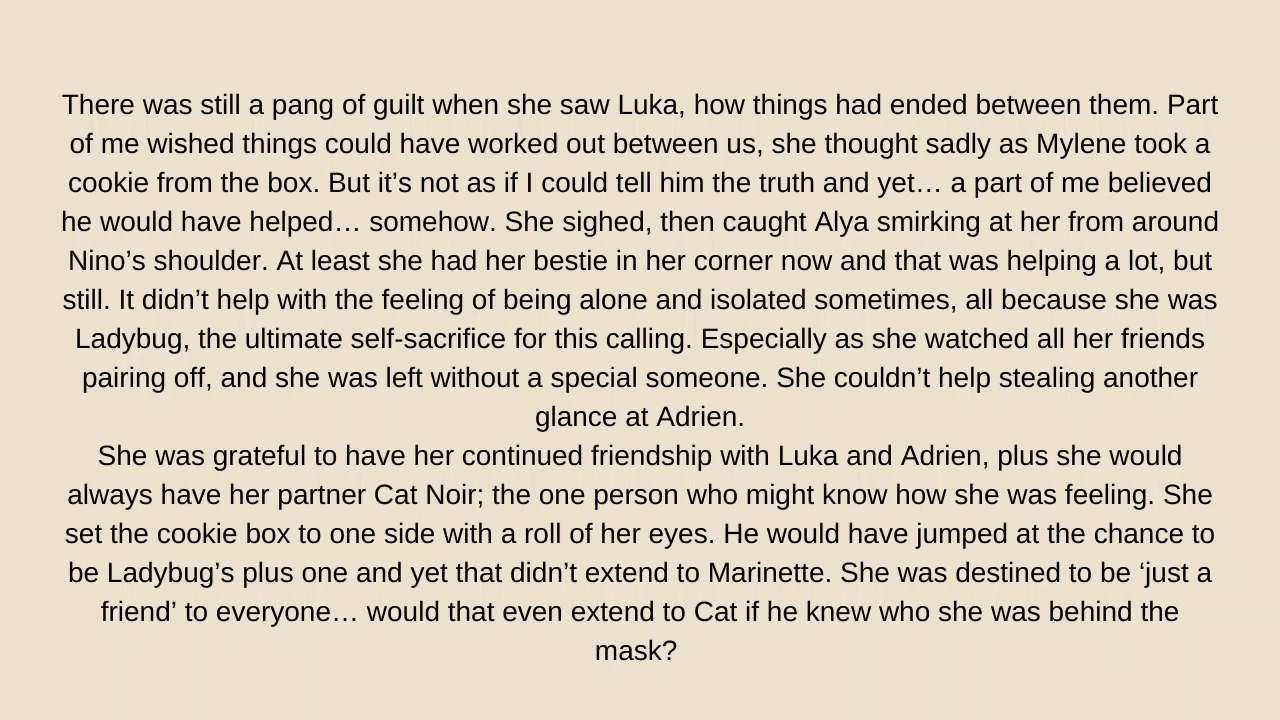 There was still a pang of guilt when she saw Luka, how things had ended between them. Part
of me wished things could have worked out between us, she thought sadly as Mylene took a
cookie from the box. But it’s not as if I could tell him the truth and yet… a part of me believed
he would have helped… somehow. She sighed, then caught Alya smirking at her from around
Nino’s shoulder. At least she had her bestie in her corner now and that was helping a lot, but
still. It didn’t help with the feeling of being alone and isolated sometimes, all because she was
Ladybug, the ultimate self-sacrifice for this calling. Especially as she watched all her friends
pairing off, and she was left without a special someone. She couldn’t help stealing another
glance at Adrien.
She was grateful to have her continued friendship with Luka and Adrien, plus she would
always have her partner Cat Noir; the one person who might know how she was feeling. She
set the cookie box to one side with a roll of her eyes. He would have jumped at the chance to
be Ladybug’s plus one and yet that didn’t extend to Marinette. She was destined to be ‘just a
friend’ to everyone… would that even extend to Cat if he knew who she was behind the
mask?